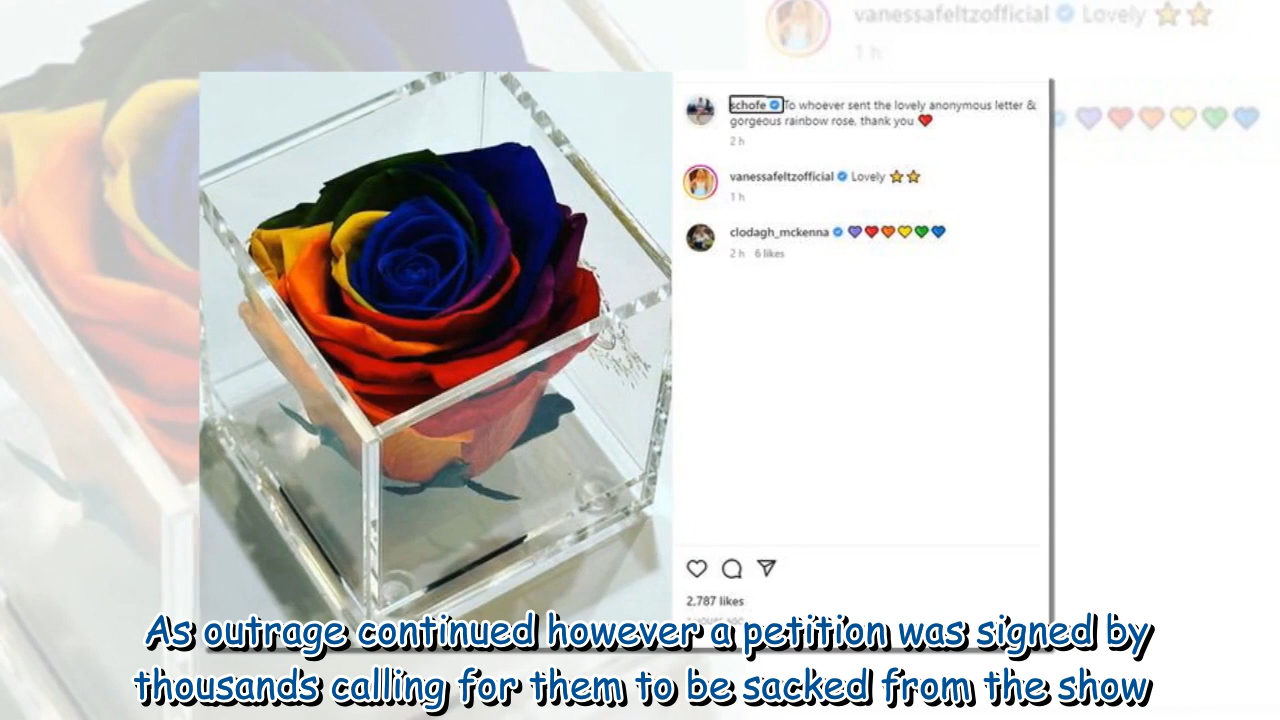 vanessafeltzofficial Lovely ⭐⭐
1 h
💜❤️🧡💛💚💙
schofe To whoever sent the lovely anonymous letter &
gorgeous rainbow rose, thank you ❤️
2 h
vanessafeltzofficial Lovely ⭐⭐
1 h
clodagh_mckenna 💜❤️🧡💛💚💙
2 h 6 likes
2,787 likes
As outrage continued however a petition was signed by
thousands calling for them to be sacked from the show